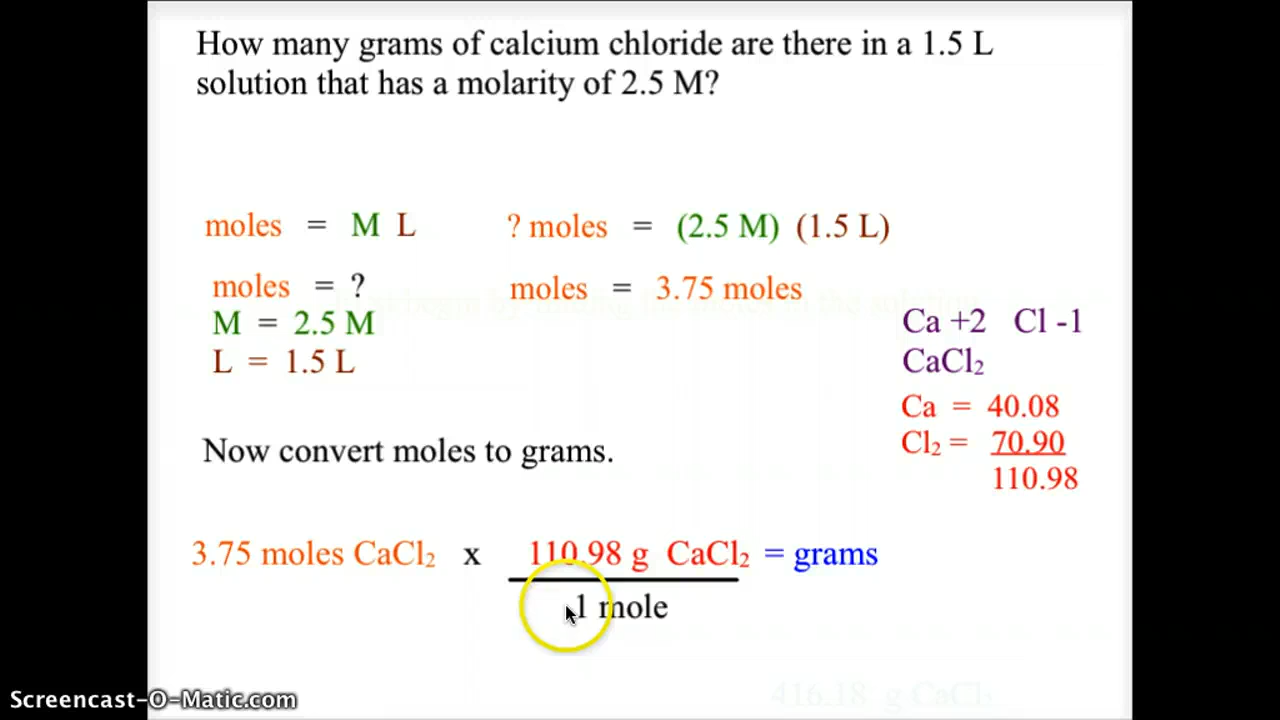 How many grams of calcium chloride are there in a 1.5 L
solution that has a molarity of 2.5 M?
moles = M L
? moles = (2.5 M) (1.5 L)
moles = ?
moles = 3.75 moles
M = 2.5 M
L = 1.5 L
Ca +2 Cl -1
CaCl₂
Ca = 40.08
Cl₂ = 70.90
110.98
Now convert moles to grams.
3.75 moles CaCl₂ x 110.98 g CaCl₂ = grams
1 mole
416.18 g CaCl₂
Screencast-O-Matic.com